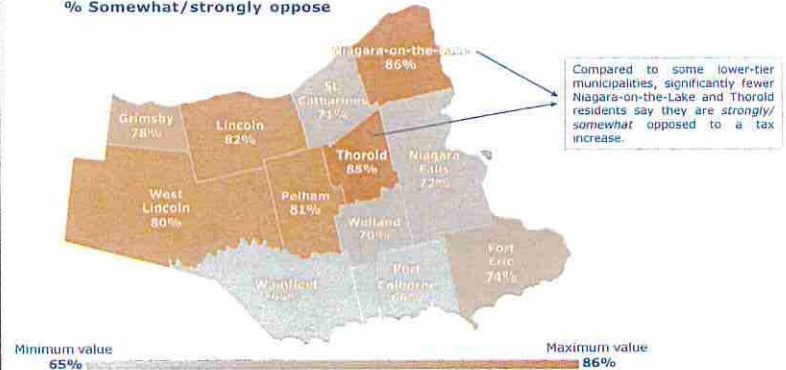 % Somewhat/strongly oppose
Niagara-on-the-Lake
86%
St.
Catharines
71%
Grimsby
78%
Lincoln
82%
Thorold
85%
Niagara
Falls
72%
West
Lincoln
80%
Pelham
81%
Welland
70%
Fort
Erie
74%
Wainfleet
Port
Colborne
Compared to some lower-tier
municipalities, significantly fewer
Niagara-on-the-Lake and Thorold
residents say they are strongly/
somewhat opposed to a tax
increase.
Minimum value
65%
Maximum value
86%